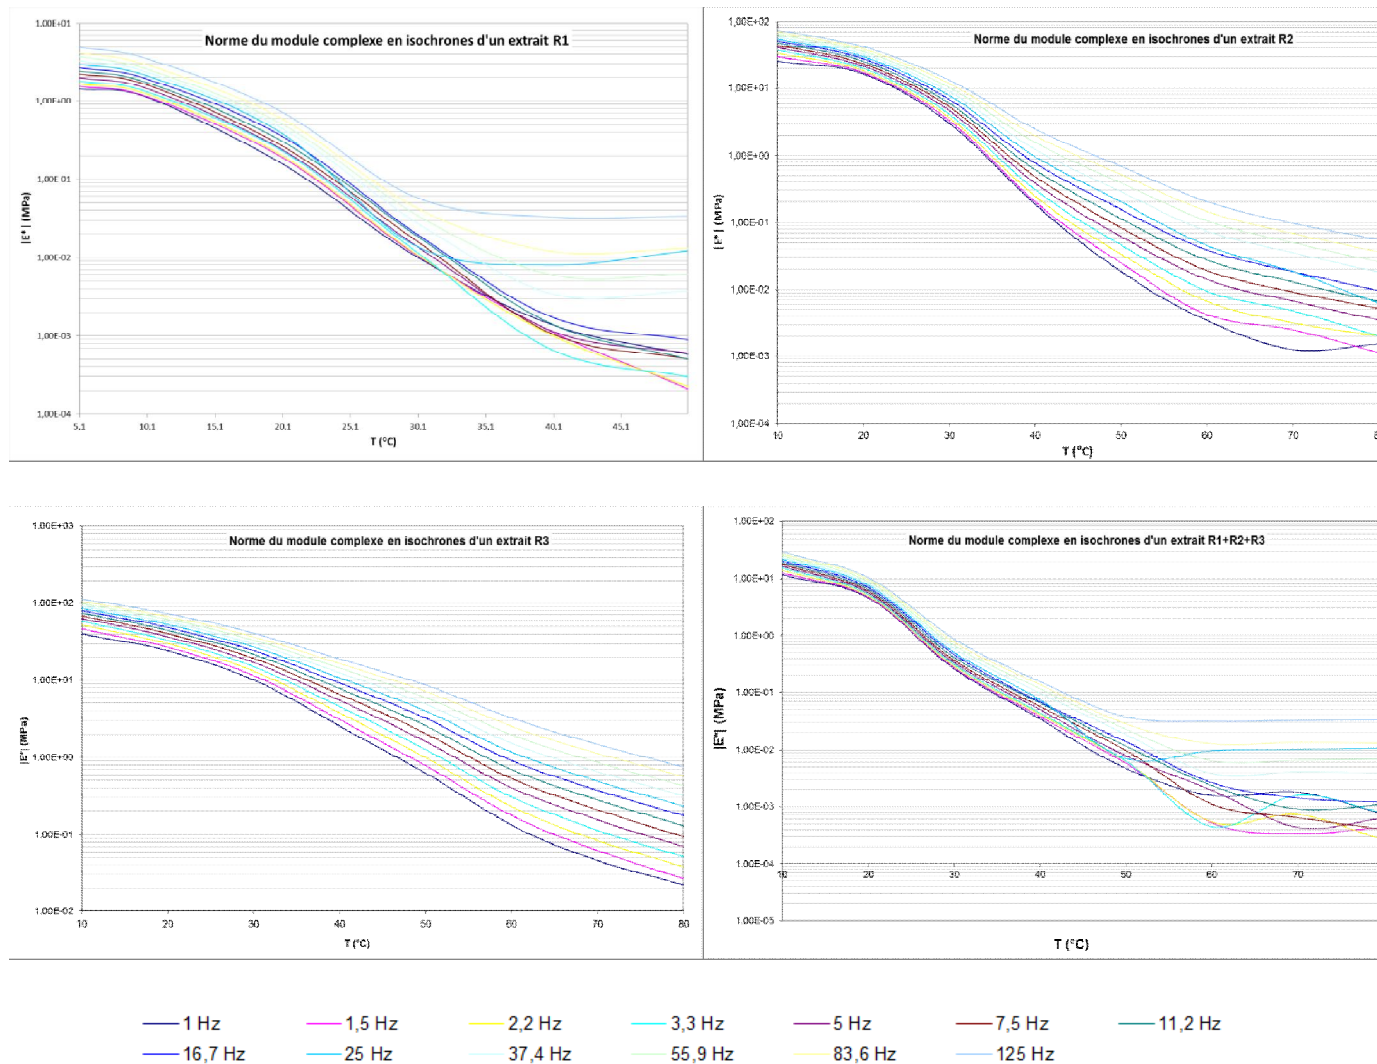 Norme du module complexe en isochrones d'un extrait R1
1,00E+01
1,00E+00
1,00E-01
1,00E-02
1,00E-03
1,00E-04
|E*| (MPa)
5.1 10.1 15.1 20.1 25.1 30.1 35.1 40.1 45.1
T (°C)
Norme du module complexe en isochrones d'un extrait R2
1,00E+02
1,00E+01
1,00E+00
1,00E-01
1,00E-02
1,00E-03
1,00E-04
|E*| (MPa)
10 20 30 40 50 60 70
T (°C)
Norme du module complexe en isochrones d'un extrait R3
1.00E+03
1.00E+02
1.00E+01
1.00E+00
1.00E-01
1.00E-02
|E*| (MPa)
10 20 30 40 50 60 70 80
T (°C)
Norme du module complexe en isochrones d'un extrait R1+R2+R3
1.00E+02
1.00E+01
1.00E+00
1.00E-01
1.00E-02
1.00E-03
1.00E-04
1.00E-05
|E*| (MPa)
10 20 30 40 50 60 70
T (°C)
1 Hz 1,5 Hz 2,2 Hz 3,3 Hz 5 Hz 7,5 Hz 11,2 Hz
16,7 Hz 25 Hz 37,4 Hz 55,9 Hz 83,6 Hz 125 Hz